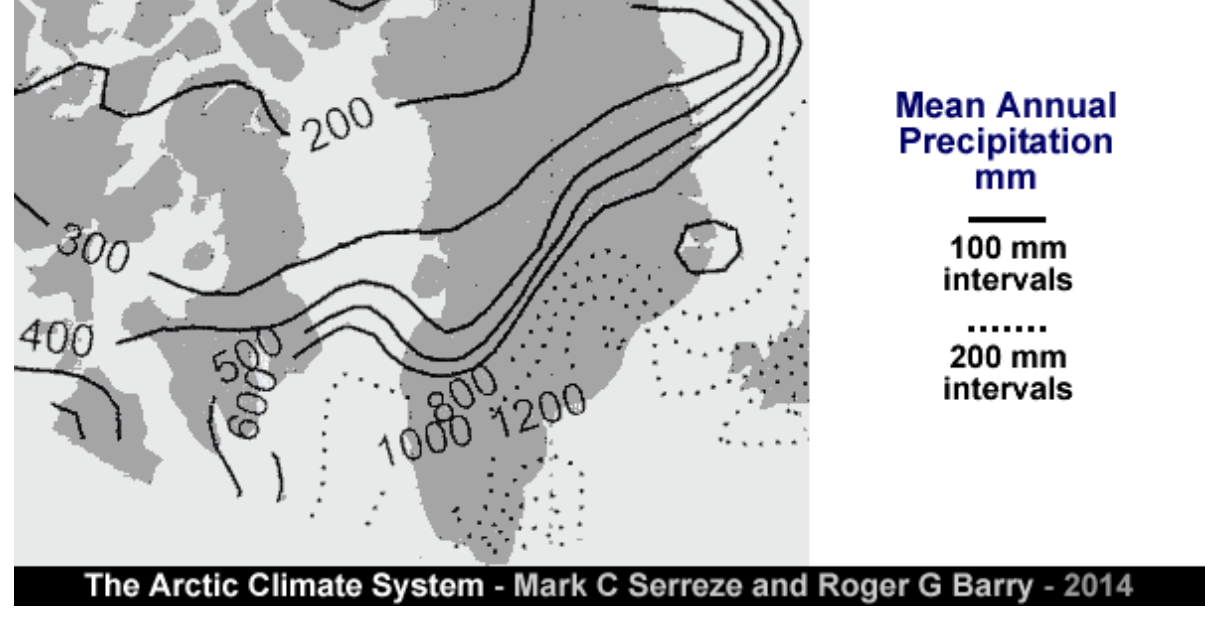 200
300
400
500
600
800
1000
1200
Mean Annual
Precipitation
mm
100 mm
intervals
200 mm
intervals
The Arctic Climate System - Mark C Serreze and Roger G Barry - 2014